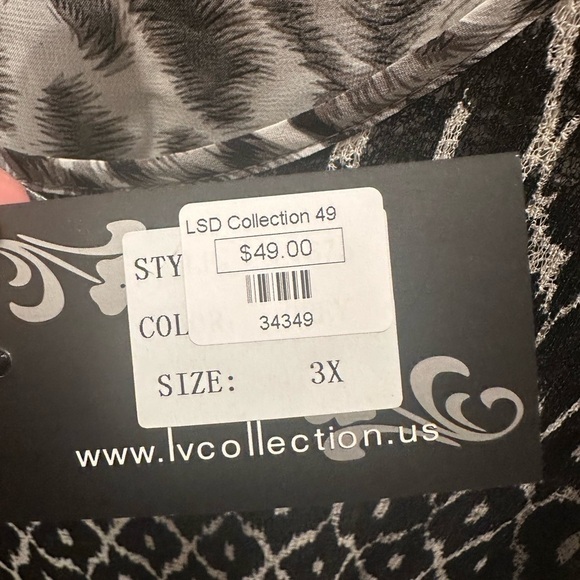 LSD Collection 49
$49.00
34349
STY
COL
SIZE: 3X
www.lvcollection.us